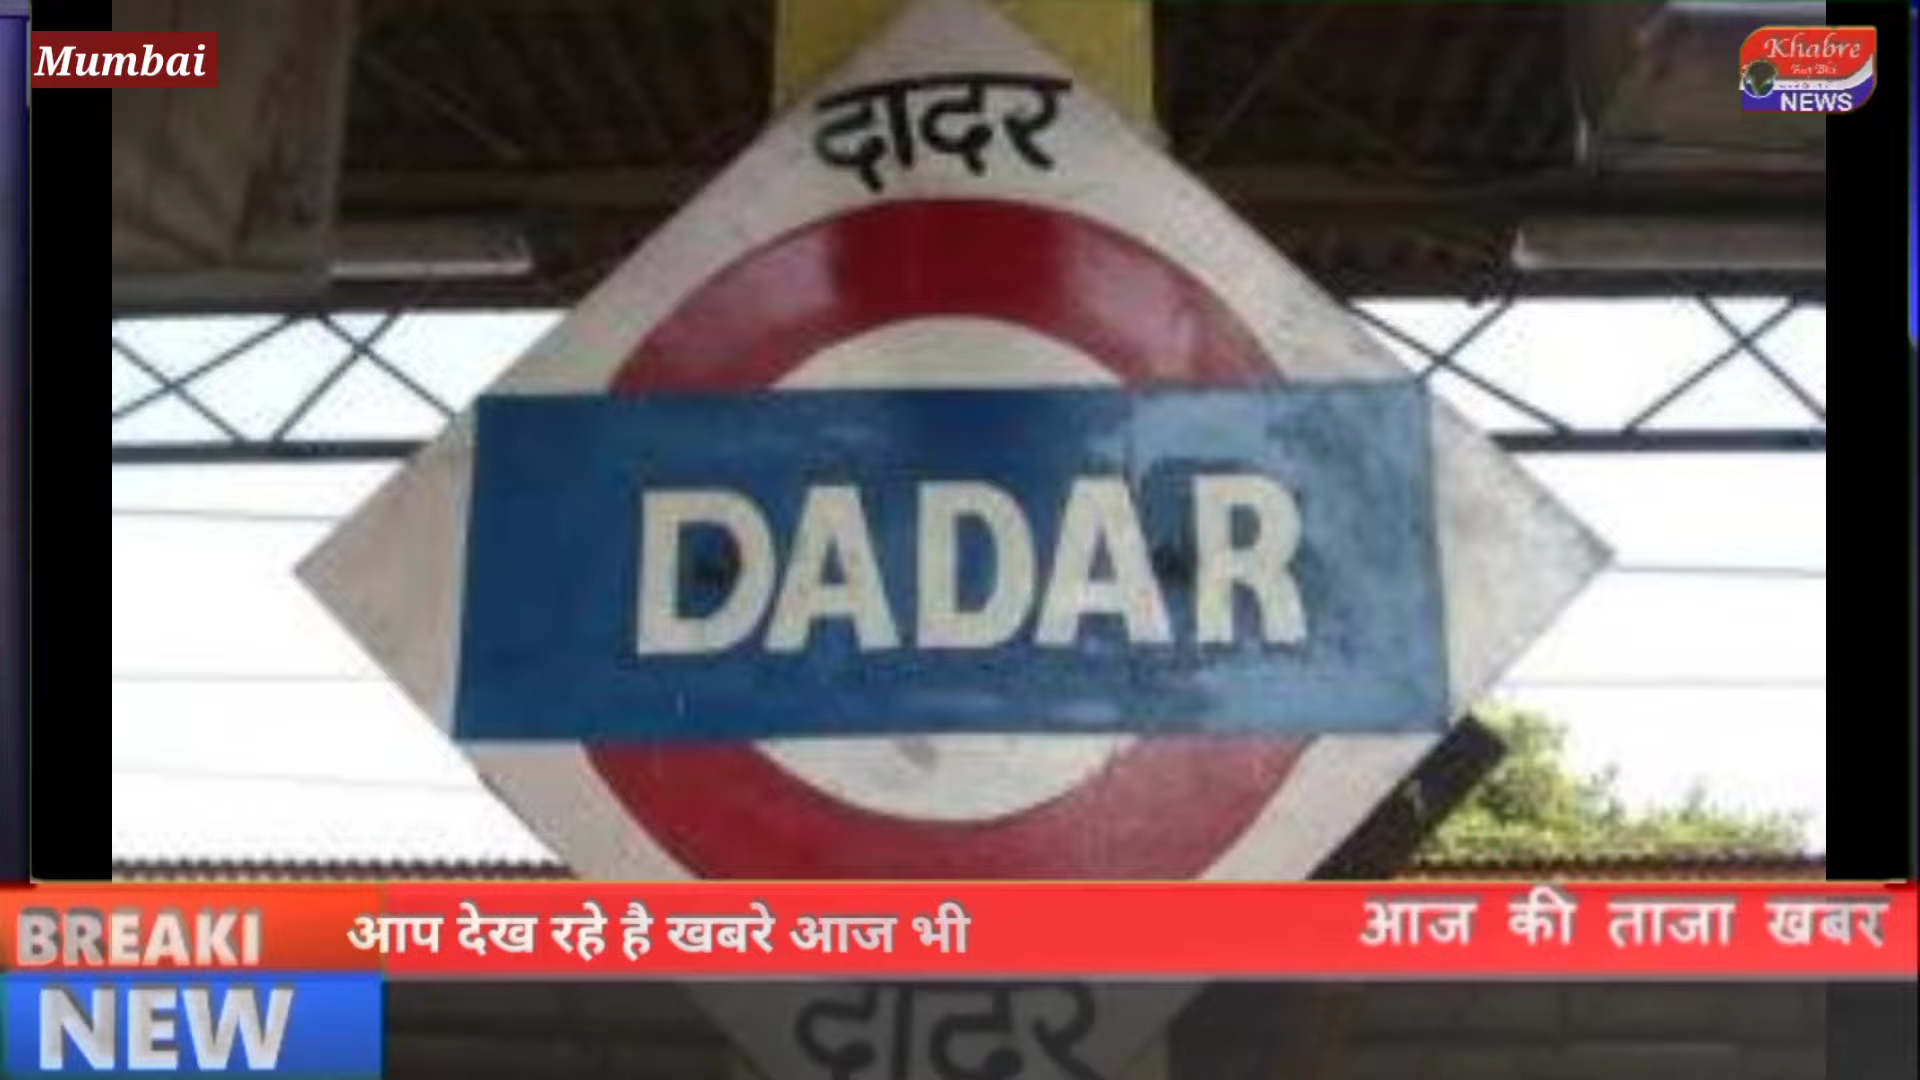 Mumbai
Khabre
NEWS
दादर
DADAR
BREAKI
आप देख रहे है खबरे आज भी
आज की ताजा खबर
NEW
दादर